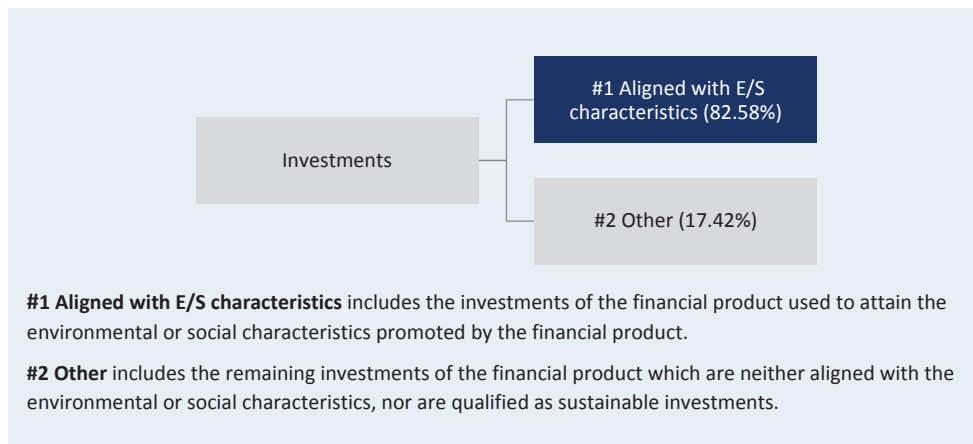 #1 Aligned with E/S
characteristics (82.58%)
Investments
#2 Other (17.42%)
#1 Aligned with E/S characteristics includes the investments of the financial product used to attain the
environmental or social characteristics promoted by the financial product.
#2 Other includes the remaining investments of the financial product which are neither aligned with the
environmental or social characteristics, nor are qualified as sustainable investments.